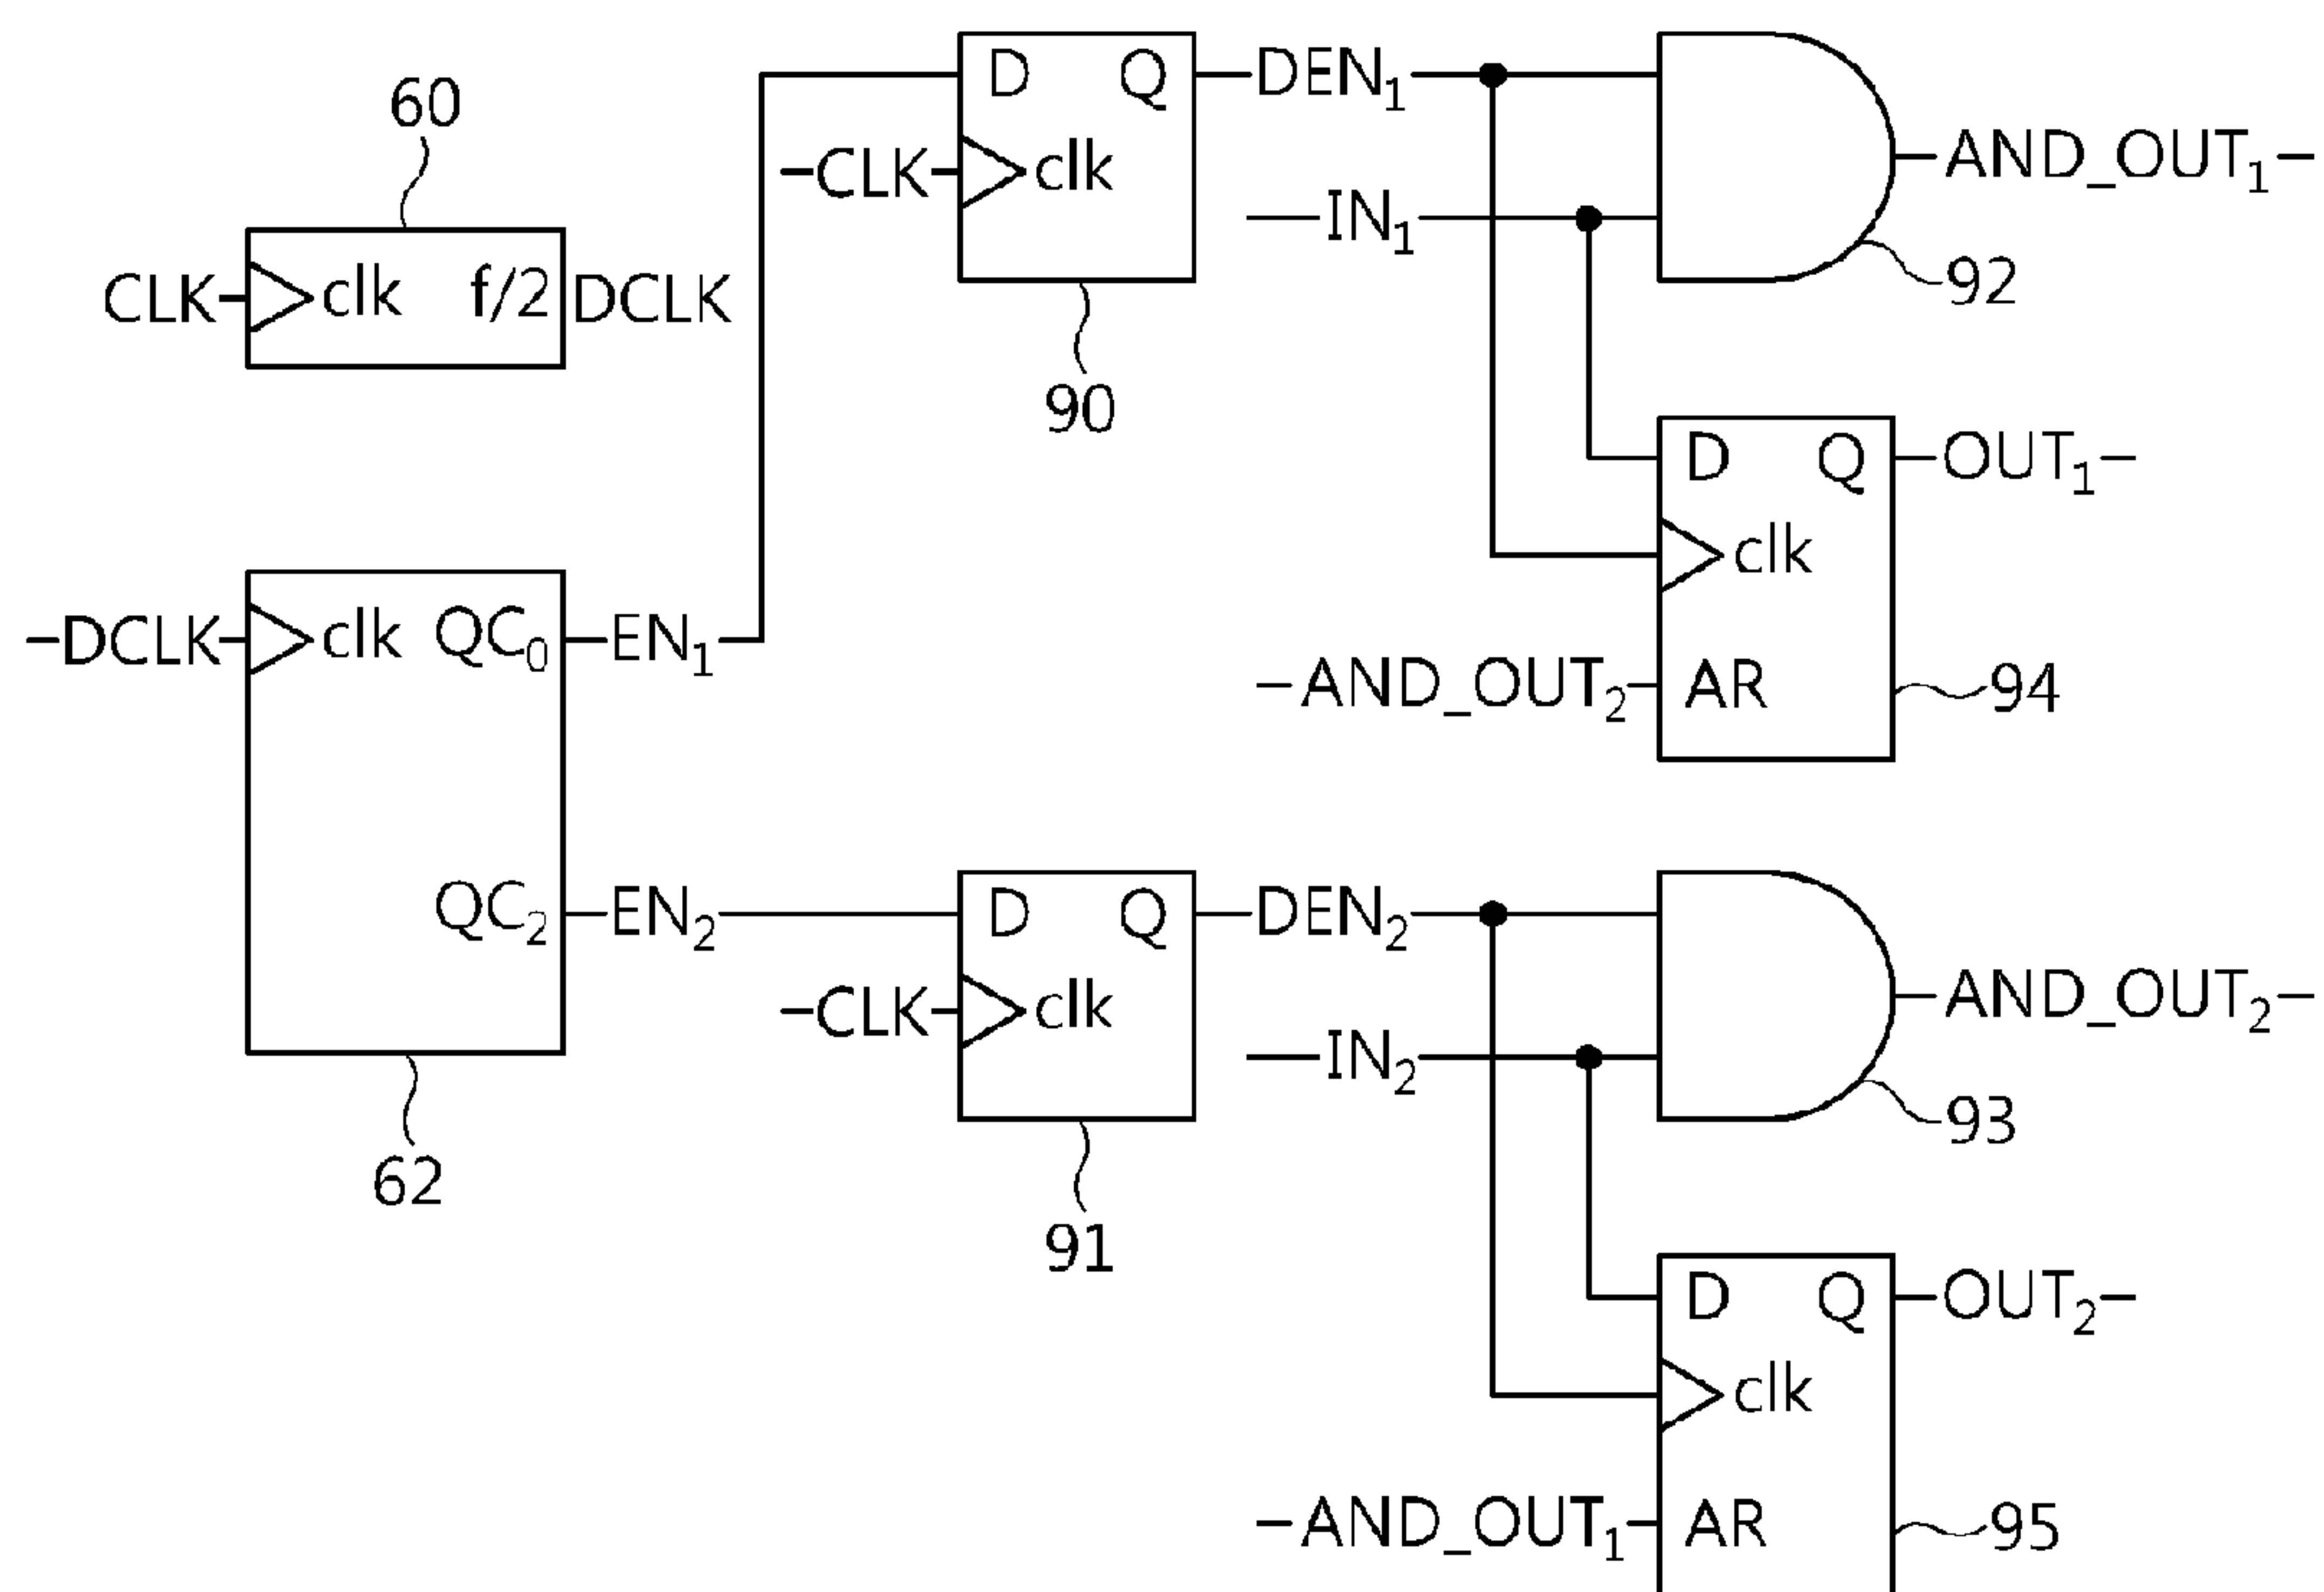 60
CLK clk f/2 DCLK
D Q DEN₁
CLK clk
IN₁
90
AND_OUT₁
92
D Q OUT₁
clk
AND_OUT₂ AR
94
DCLK clk QC₀ EN₁
QC₂ EN₂
62
D Q DEN₂
CLK clk
IN₂
91
AND_OUT₂
93
D Q OUT₂
clk
AND_OUT₁ AR
95